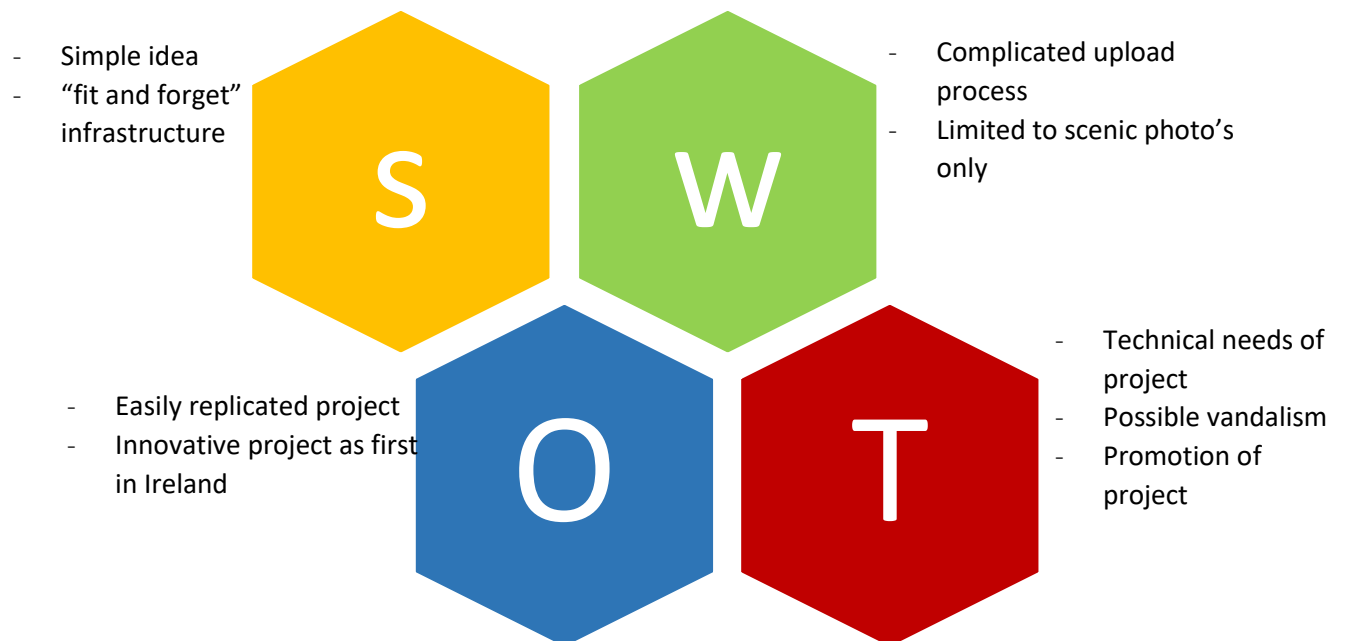 - Simple idea
- “fit and forget”
infrastructure
S
W
- Complicated upload
process
- Limited to scenic photo’s
only
- Easily replicated project
- Innovative project as first
in Ireland
O
T
- Technical needs of
project
- Possible vandalism
- Promotion of
project